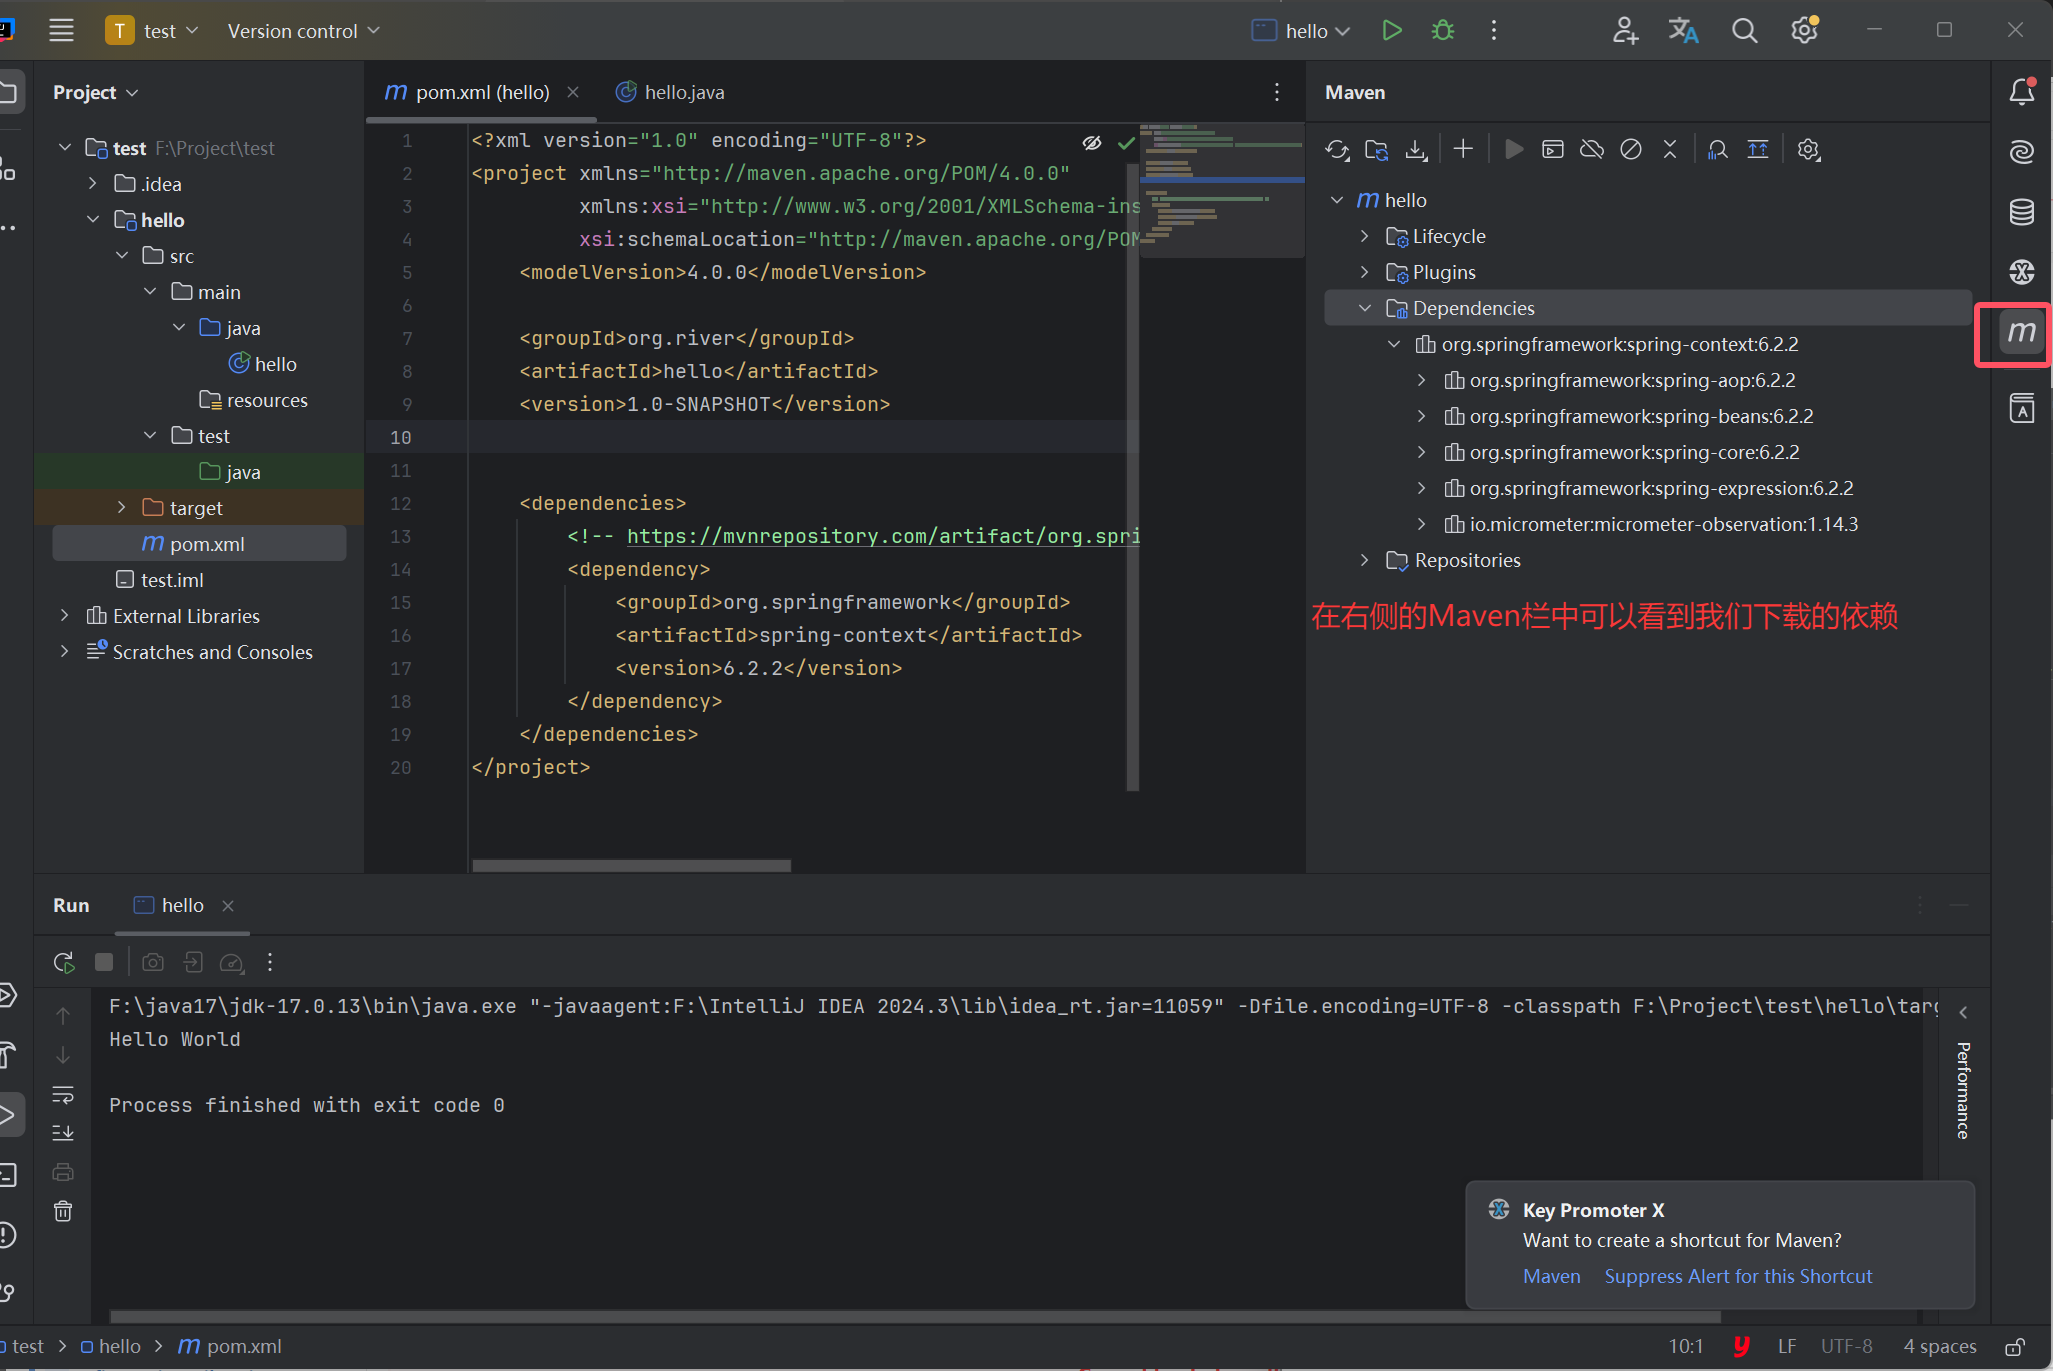 T test Version control hello
Project
test F:\Project\test
.idea
hello
src
main
java
hello
resources
test
java
target
m pom.xml
test.iml
External Libraries
Scratches and Consoles
m pom.xml (hello) hello.java
1 <?xml version="1.0" encoding="UTF-8"?>
2 <project xmlns="http://maven.apache.org/POM/4.0.0"
3 xmlns:xsi="http://www.w3.org/2001/XMLSchema-ins
4 xsi:schemaLocation="http://maven.apache.org/POM
5 <modelVersion>4.0.0</modelVersion>
6
7 <groupId>org.river</groupId>
8 <artifactId>hello</artifactId>
9 <version>1.0-SNAPSHOT</version>
10
11
12 <dependencies>
13 <!-- https://mvnrepository.com/artifact/org.spri
14 <dependency>
15 <groupId>org.springframework</groupId>
16 <artifactId>spring-context</artifactId>
17 <version>6.2.2</version>
18 </dependency>
19 </dependencies>
20 </project>
Maven
m hello
Lifecycle
Plugins
Dependencies
org.springframework:spring-context:6.2.2
org.springframework:spring-aop:6.2.2
org.springframework:spring-beans:6.2.2
org.springframework:spring-core:6.2.2
org.springframework:spring-expression:6.2.2
io.micrometer:micrometer-observation:1.14.3
Repositories
在右侧的Maven栏中可以看到我们下载的依赖
m
Run hello
F:\java17\jdk-17.0.13\bin\java.exe "-javaagent:F:\IntelliJ IDEA 2024.3\lib\idea_rt.jar=11059" -Dfile.encoding=UTF-8 -classpath F:\Project\test\hello\targ
Hello World
Process finished with exit code 0
Performance
Key Promoter X
Want to create a shortcut for Maven?
Maven Suppress Alert for this Shortcut
test > hello > m pom.xml
10:1 y LF UTF-8 4 spaces